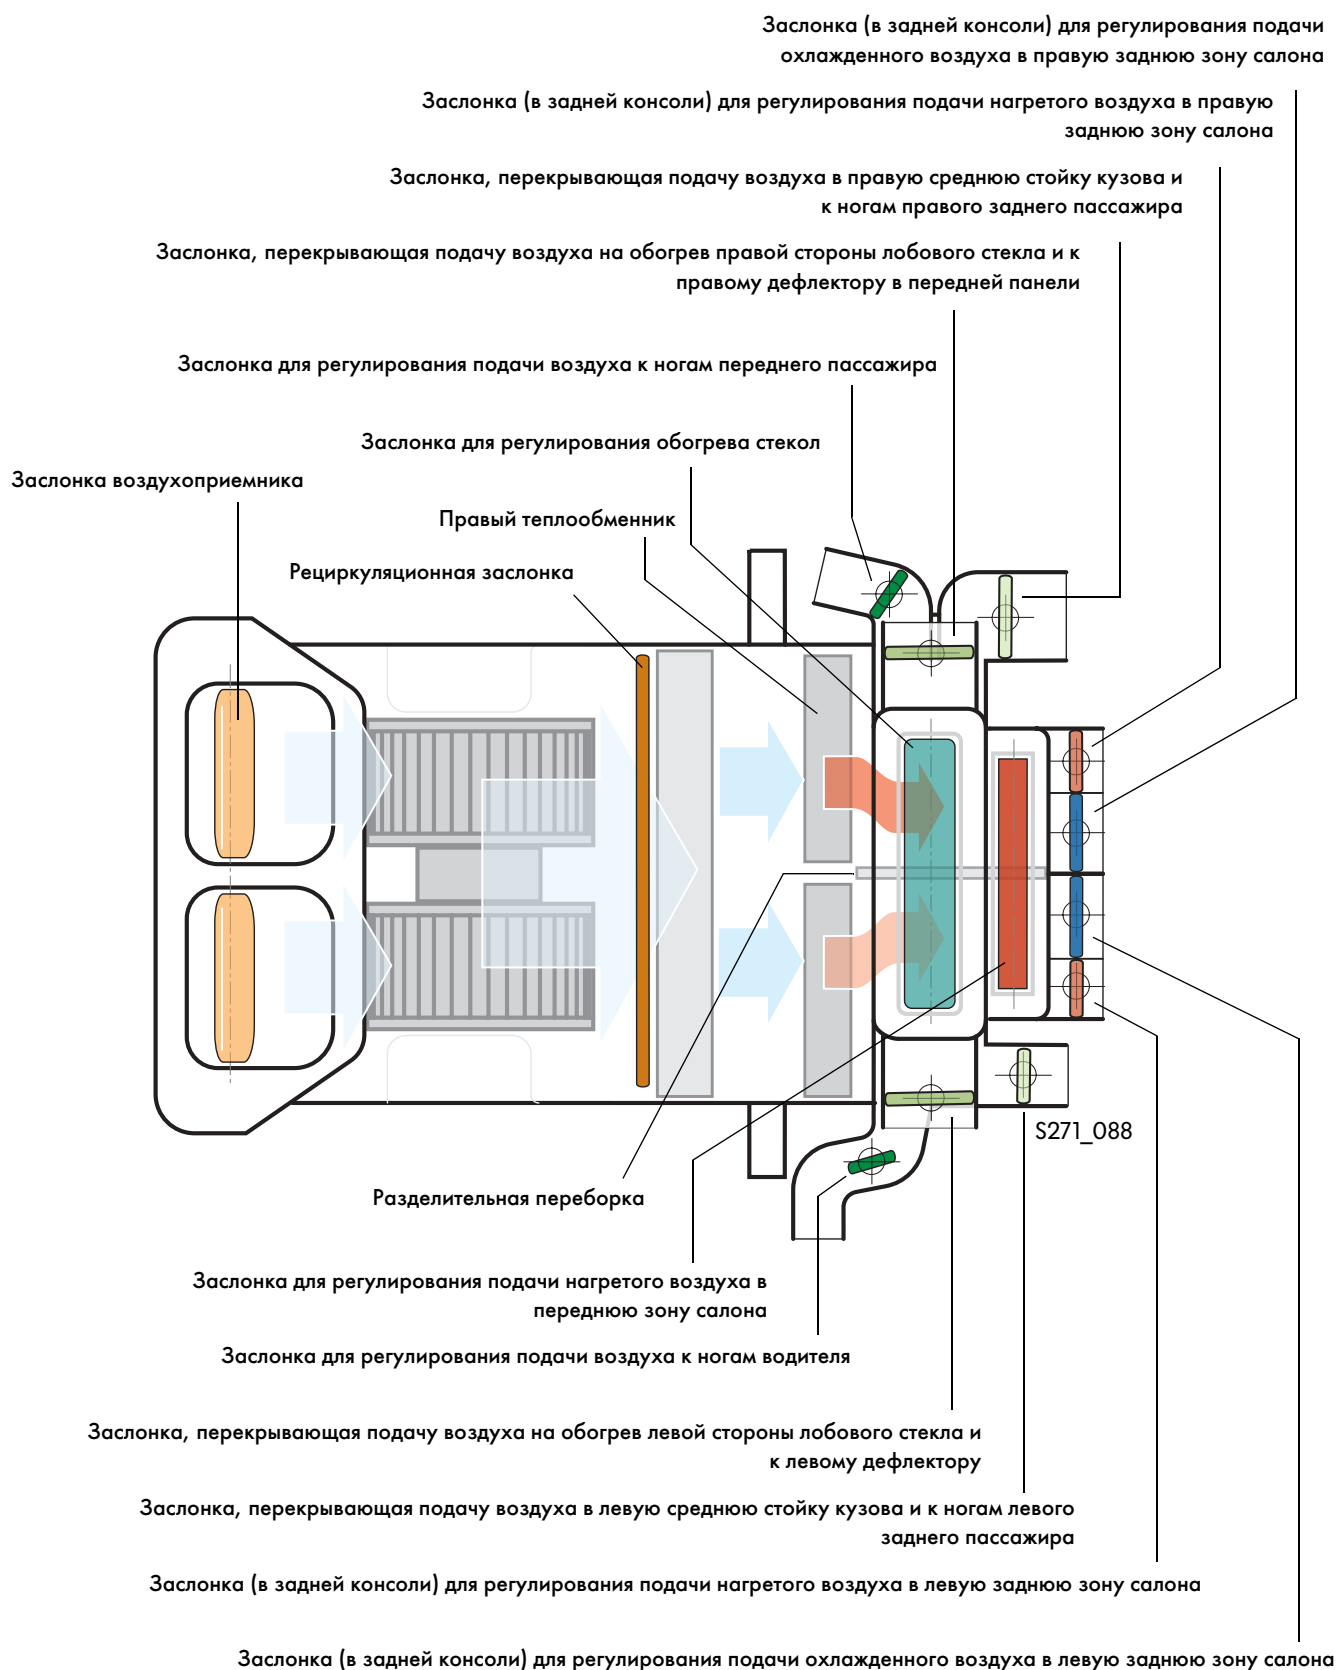 Заслонка (в задней консоли) для регулирования подачи
охлажденного воздуха в правую заднюю зону салона
Заслонка (в задней консоли) для регулирования подачи нагретого воздуха в правую
заднюю зону салона
Заслонка, перекрывающая подачу воздуха в правую среднюю стойку кузова и
к ногам правого заднего пассажира
Заслонка, перекрывающая подачу воздуха на обогрев правой стороны лобового стекла и к
правому дефлектору в передней панели
Заслонка для регулирования подачи воздуха к ногам переднего пассажира
Заслонка для регулирования обогрева стекол
Заслонка воздухоприемника
Правый теплообменник
Рециркуляционная заслонка
S271_088
Разделительная переборка
Заслонка для регулирования подачи нагретого воздуха в
переднюю зону салона
Заслонка для регулирования подачи воздуха к ногам водителя
Заслонка, перекрывающая подачу воздуха на обогрев левой стороны лобового стекла и
к левому дефлектору
Заслонка, перекрывающая подачу воздуха в левую среднюю стойку кузова и к ногам левого
заднего пассажира
Заслонка (в задней консоли) для регулирования подачи нагретого воздуха в левую заднюю зону салона
Заслонка (в задней консоли) для регулирования подачи охлажденного воздуха в левую заднюю зону салона